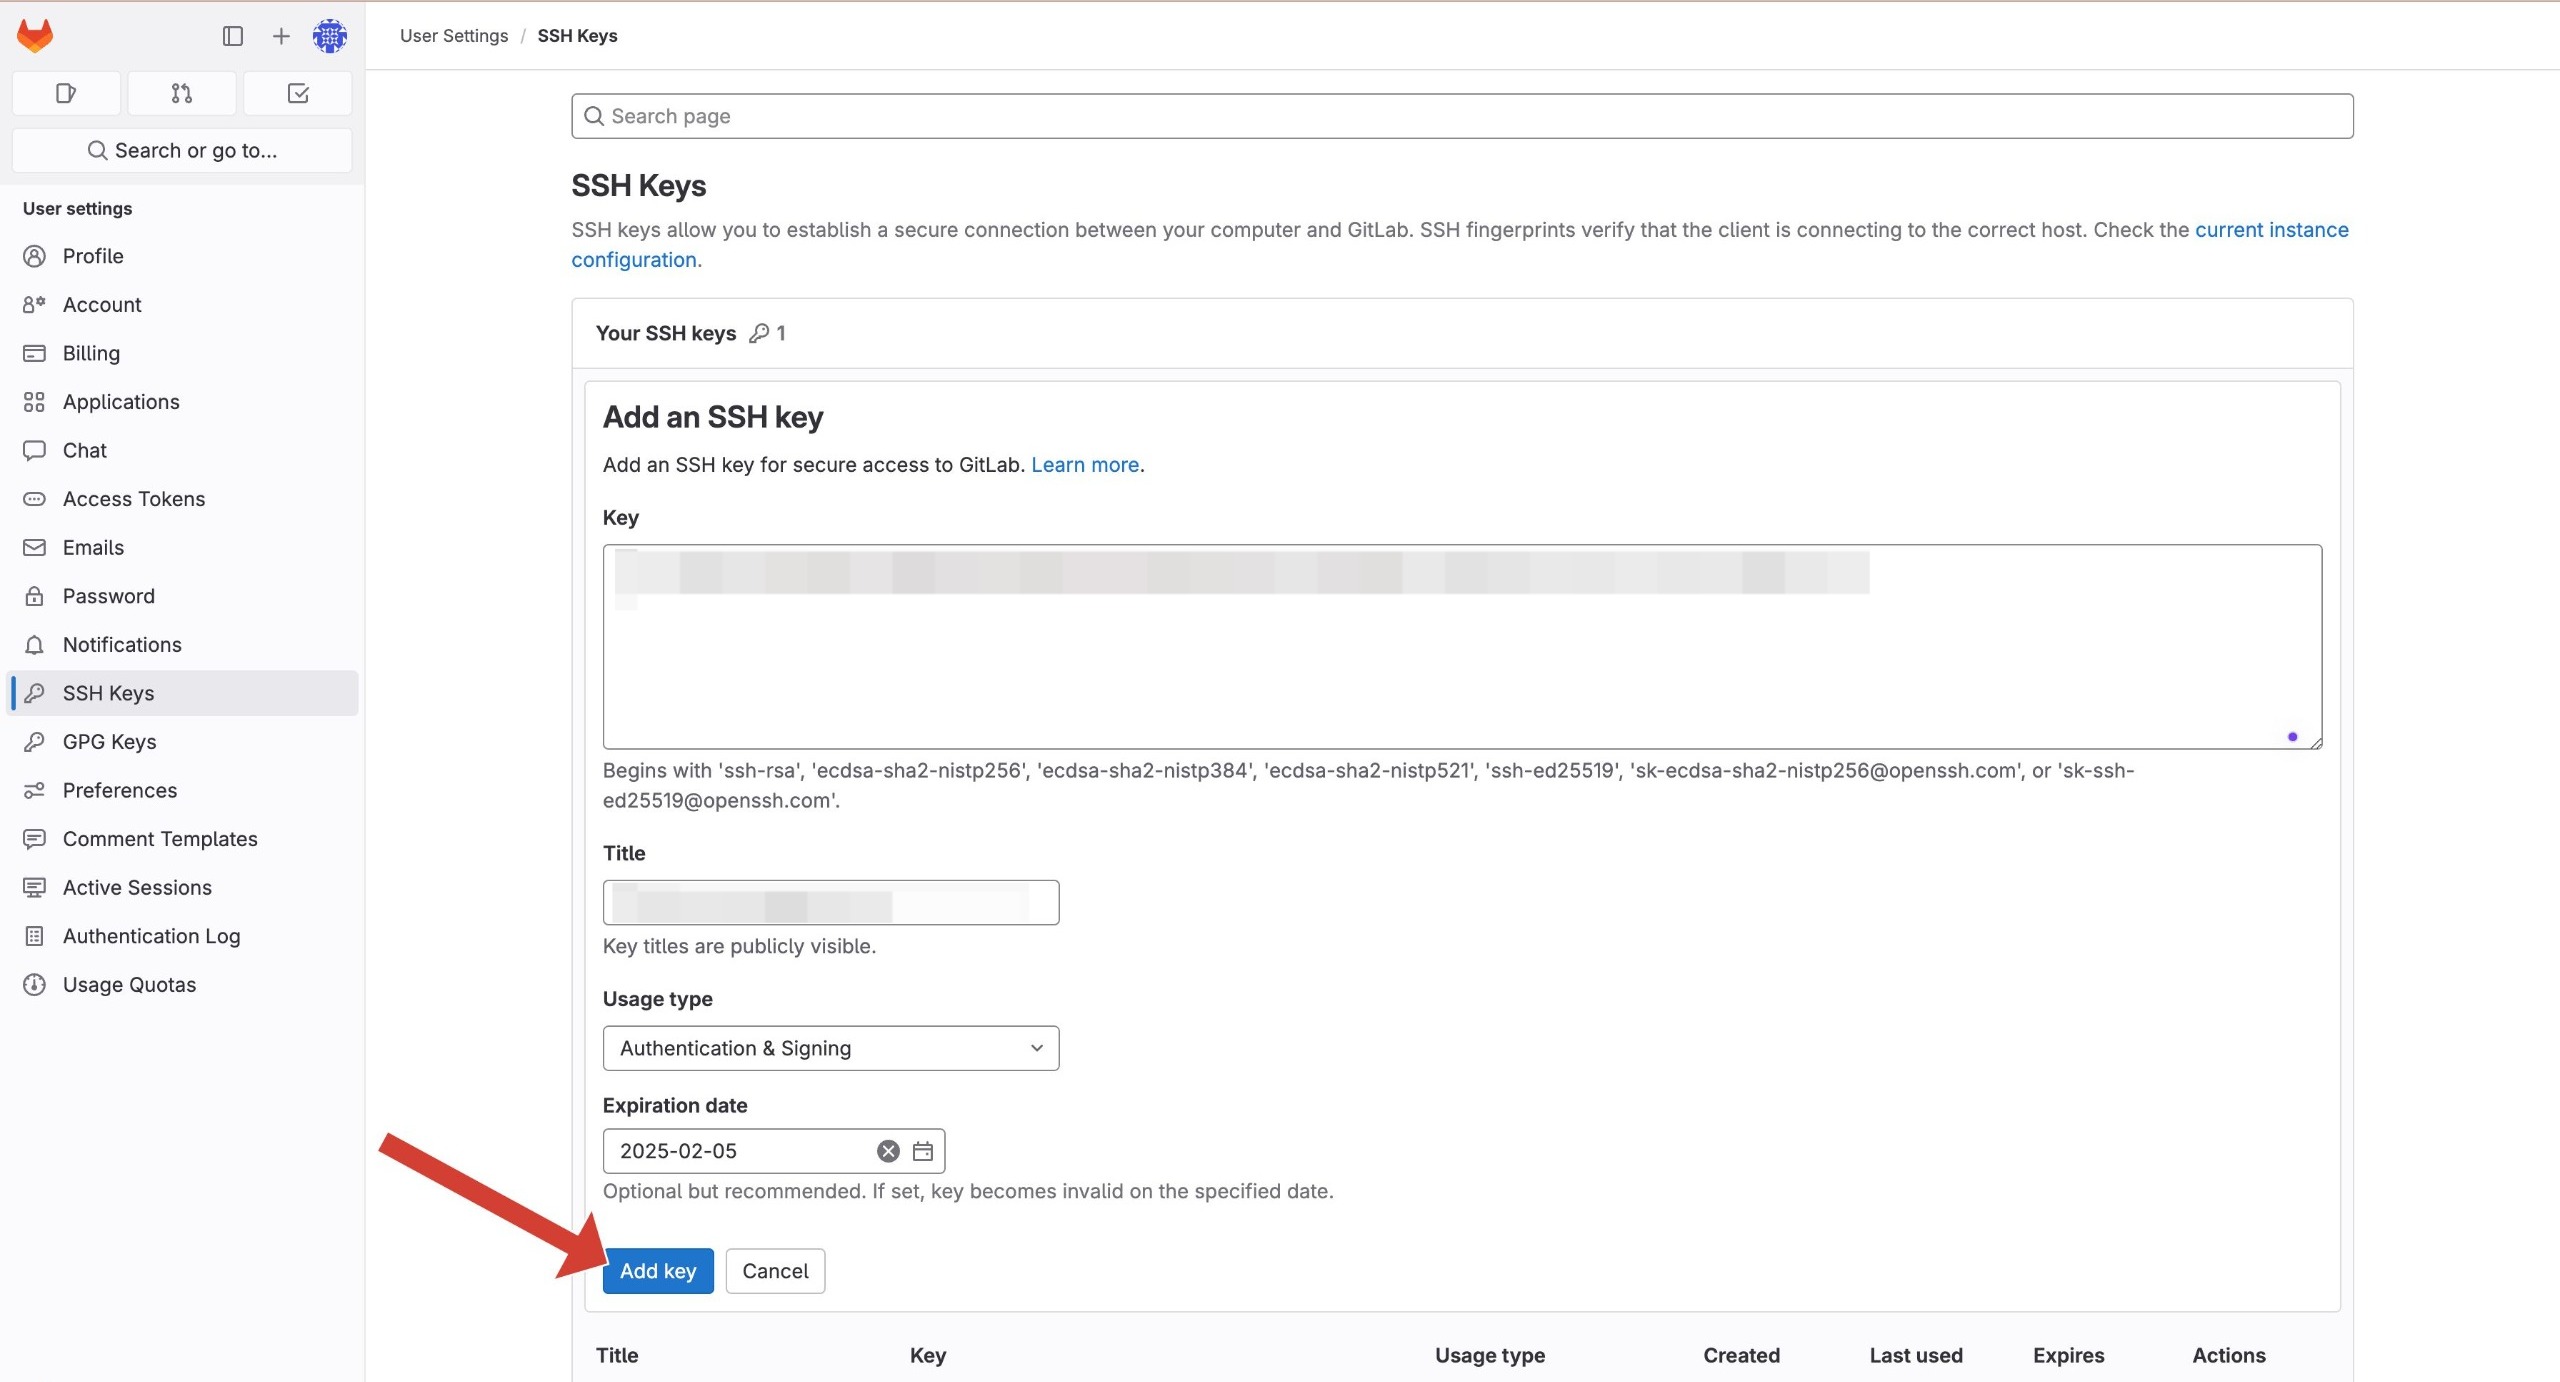 User Settings / SSH Keys
Search or go to...
User settings
Profile
Account
Billing
Applications
Chat
Access Tokens
Emails
Password
Notifications
SSH Keys
GPG Keys
Preferences
Comment Templates
Active Sessions
Authentication Log
Usage Quotas
Search page
SSH Keys
SSH keys allow you to establish a secure connection between your computer and GitLab. SSH fingerprints verify that the client is connecting to the correct host. Check the current instance
configuration.
Your SSH keys 1
Add an SSH key
Add an SSH key for secure access to GitLab. Learn more.
Key
Begins with 'ssh-rsa', 'ecdsa-sha2-nistp256', 'ecdsa-sha2-nistp384', 'ecdsa-sha2-nistp521', 'ssh-ed25519', 'sk-ecdsa-sha2-nistp256@openssh.com', or 'sk-ssh-
ed25519@openssh.com'.
Title
Key titles are publicly visible.
Usage type
Authentication & Signing
Expiration date
2025-02-05
Optional but recommended. If set, key becomes invalid on the specified date.
Add key Cancel
Title Key Usage type Created Last used Expires Actions